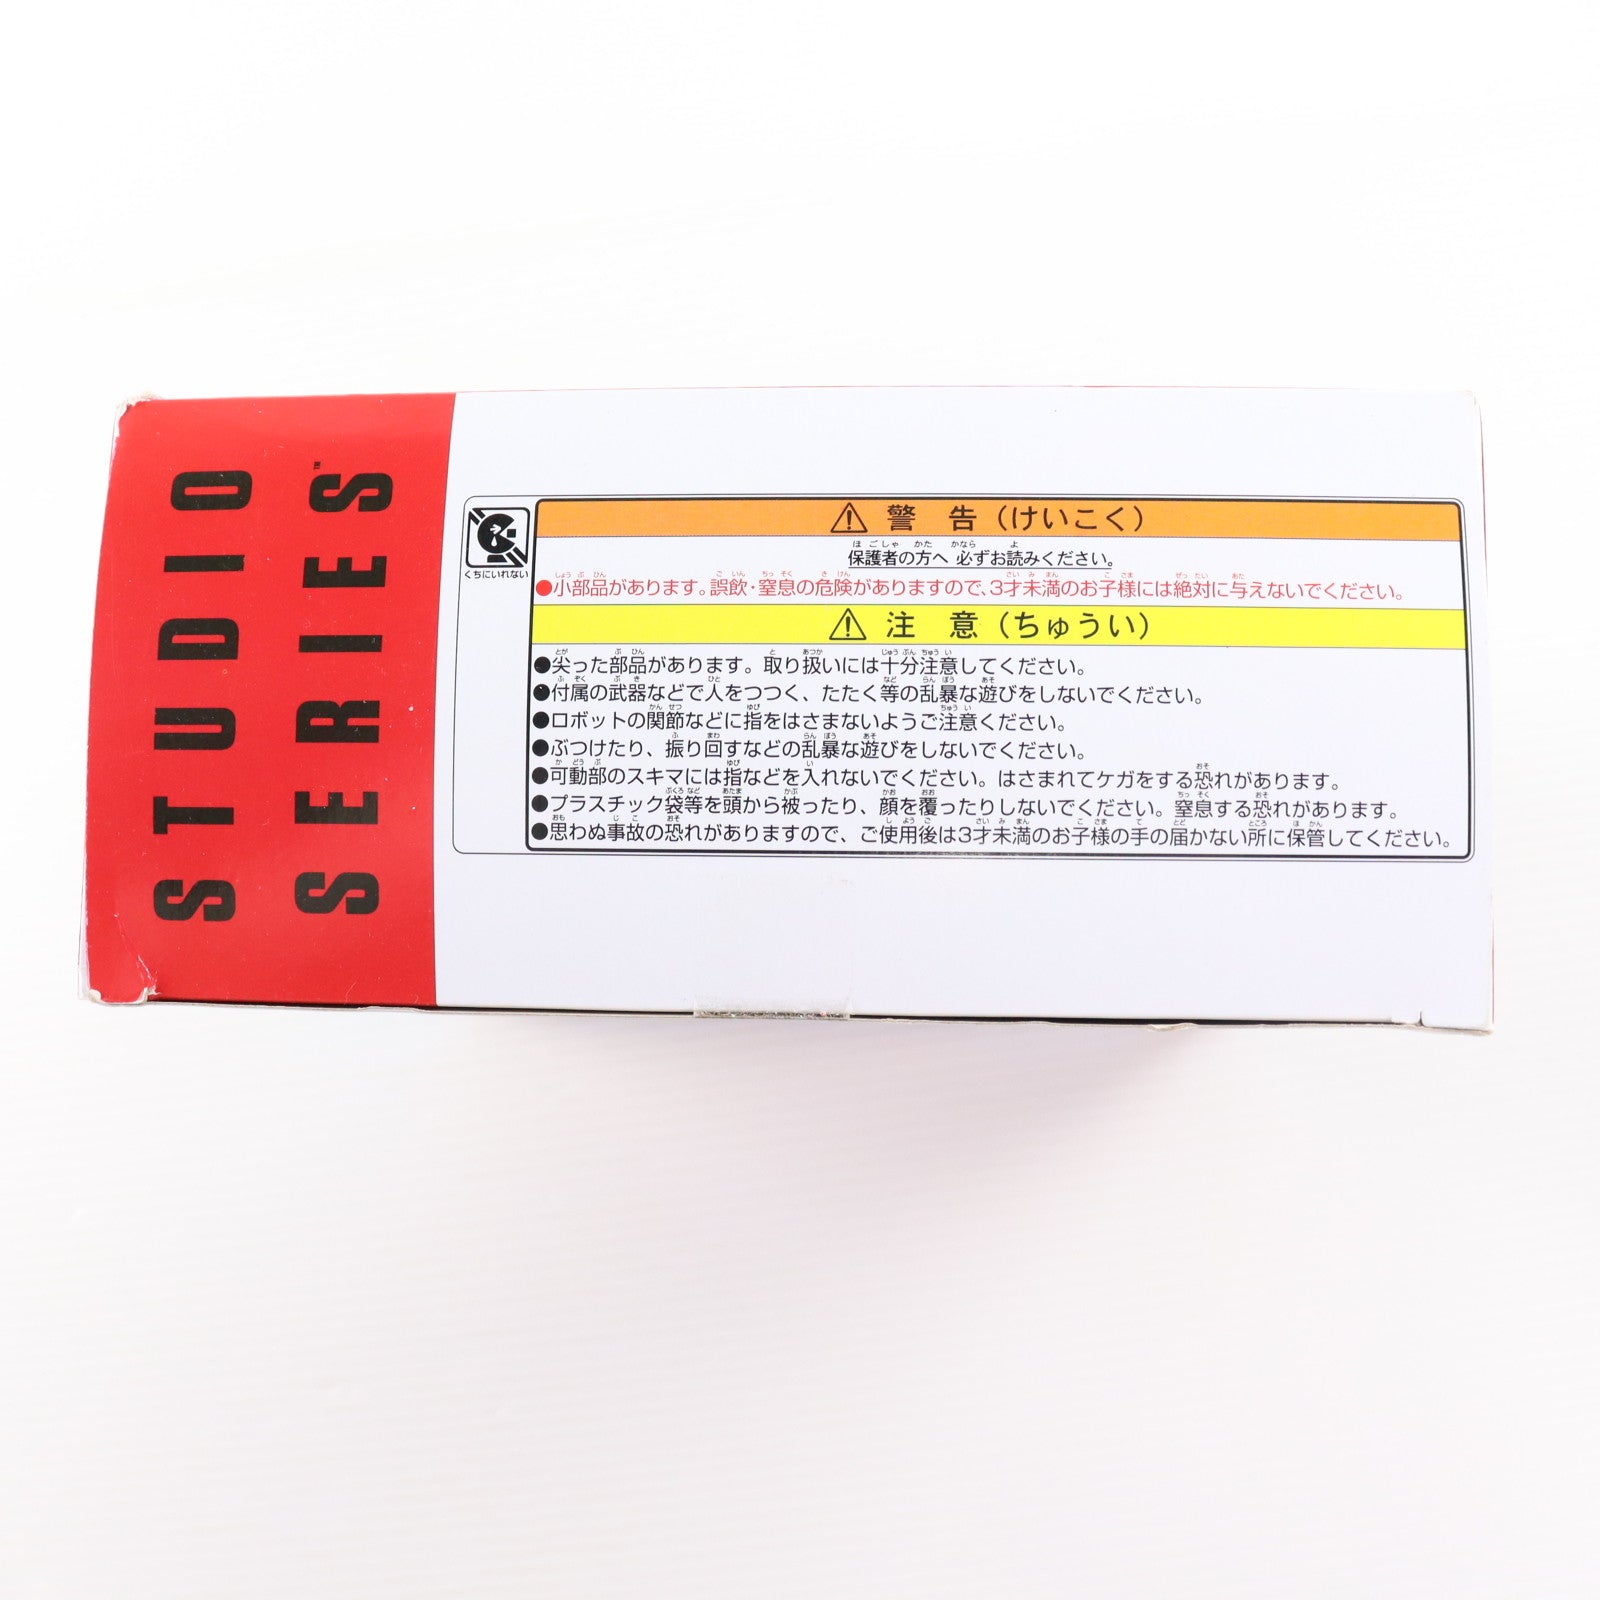 STUDIO
SERIES™
くちにいれない
⚠ 警 告（けいこく）
保護者の方へ 必ずお読みください。
●小部品があります。誤飲・窒息の危険がありますので、3才未満のお子様には絶対に与えないでください。
⚠ 注 意（ちゅうい）
●尖った部品があります。取り扱いには十分注意してください。
●付属の武器などで人をつつく、たたく等の乱暴な遊びをしないでください。
●ロボットの関節などに指をはさまないようご注意ください。
●ぶつけたり、振り回すなどの乱暴な遊びをしないでください。
●可動部のスキマには指などを入れないでください。はさまれてケガをする恐れがあります。
●プラスチック袋等を頭から被ったり、顔を覆ったりしないでください。窒息する恐れがあります。
●思わぬ事故の恐れがありますので、ご使用後は3才未満のお子様の手の届かない所に保管してください。